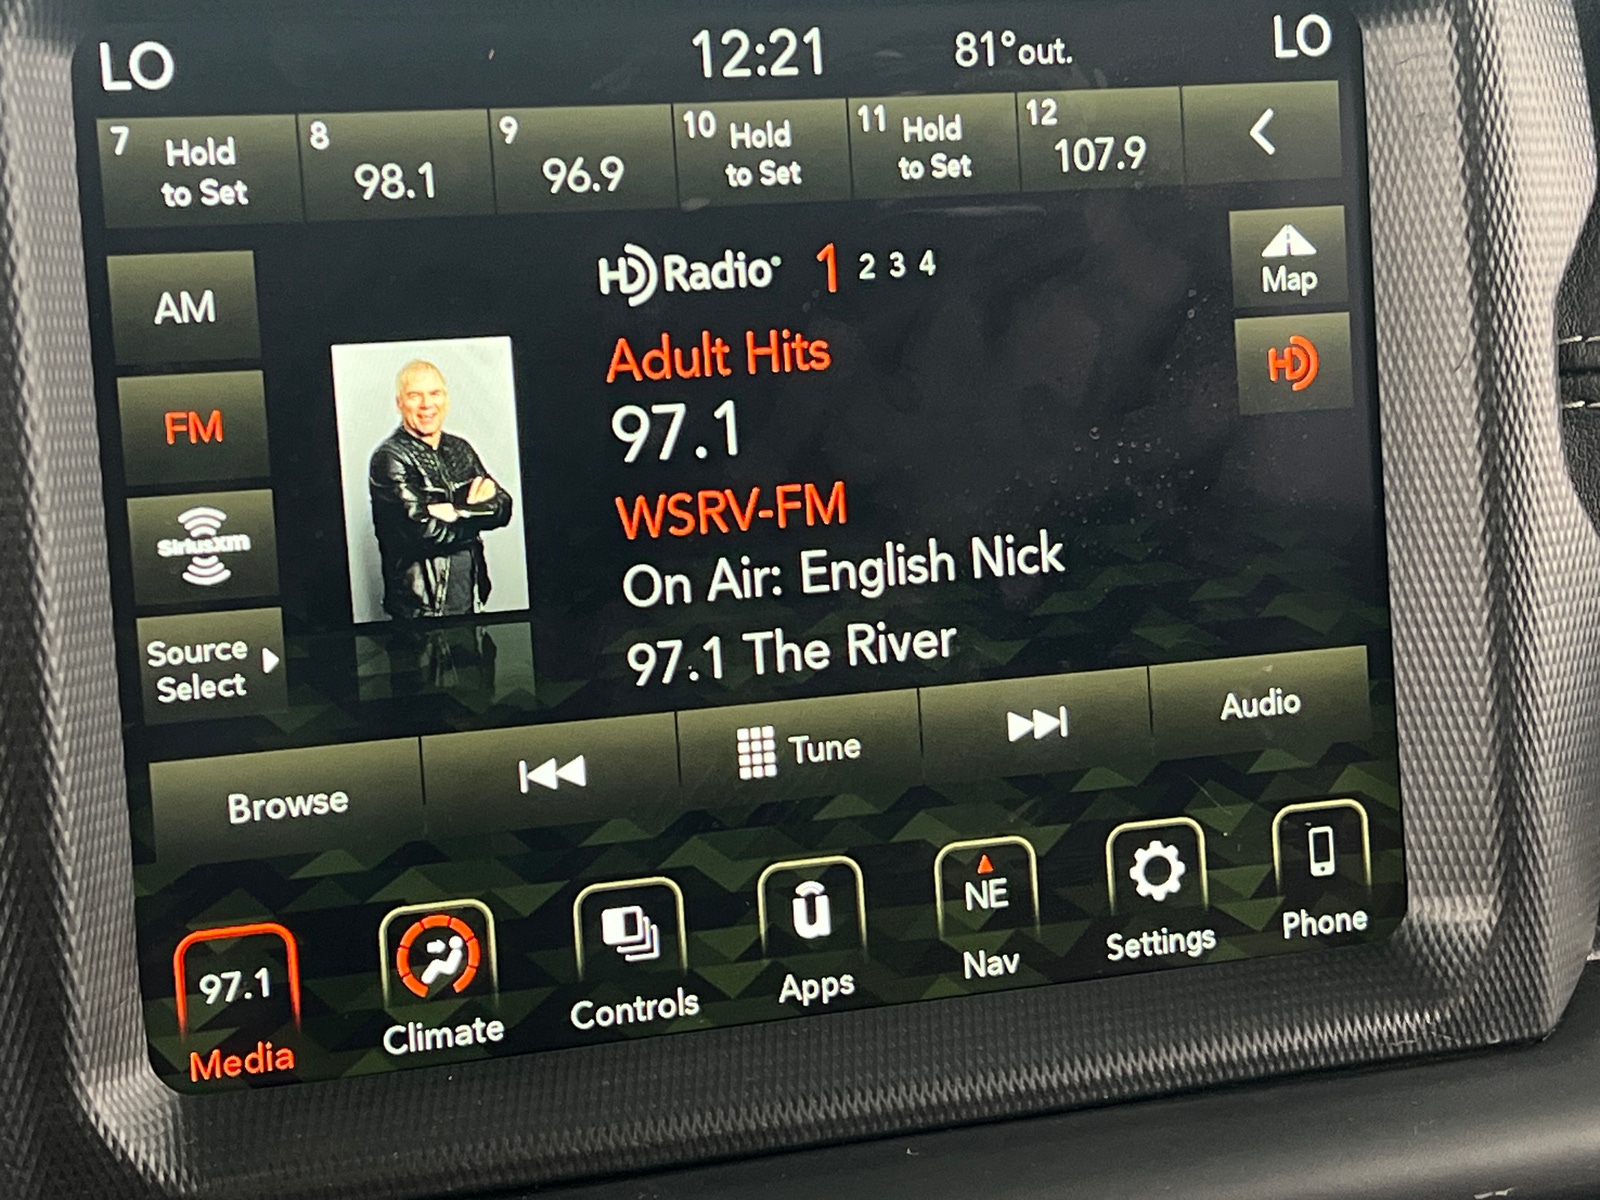 LO 12:21 81°out. LO
7 Hold to Set
8 98.1
9 96.9
10 Hold to Set
11 Hold to Set
12 107.9
HD Radio 1 2 3 4
Map
AM
Adult Hits
HD
97.1
FM
WSRV-FM
SiriusXM
On Air: English Nick
Source
Select
97.1 The River
Browse
Tune
Audio
97.1
Media
Climate
Controls
Apps
NE
Nav
Settings
Phone